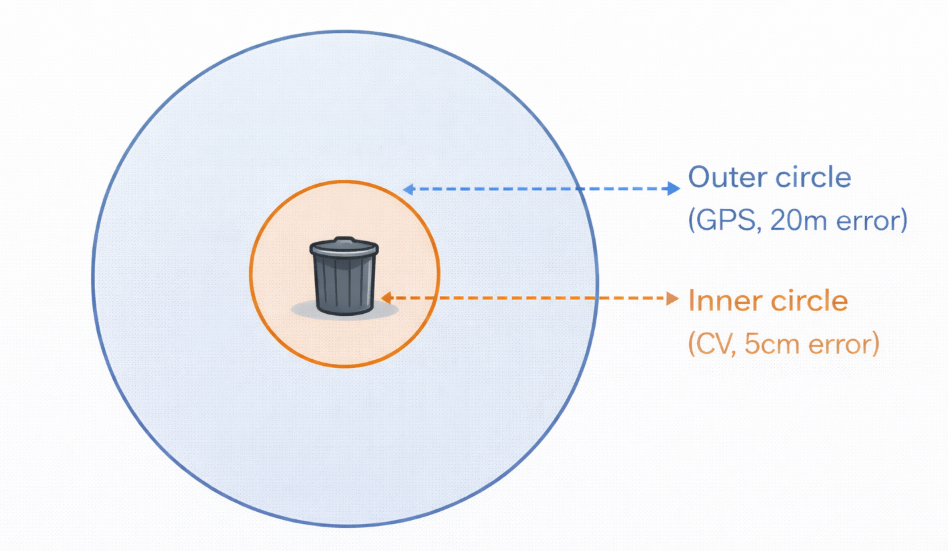 Outer circle
(GPS, 20m error)
Inner circle
(CV, 5cm error)